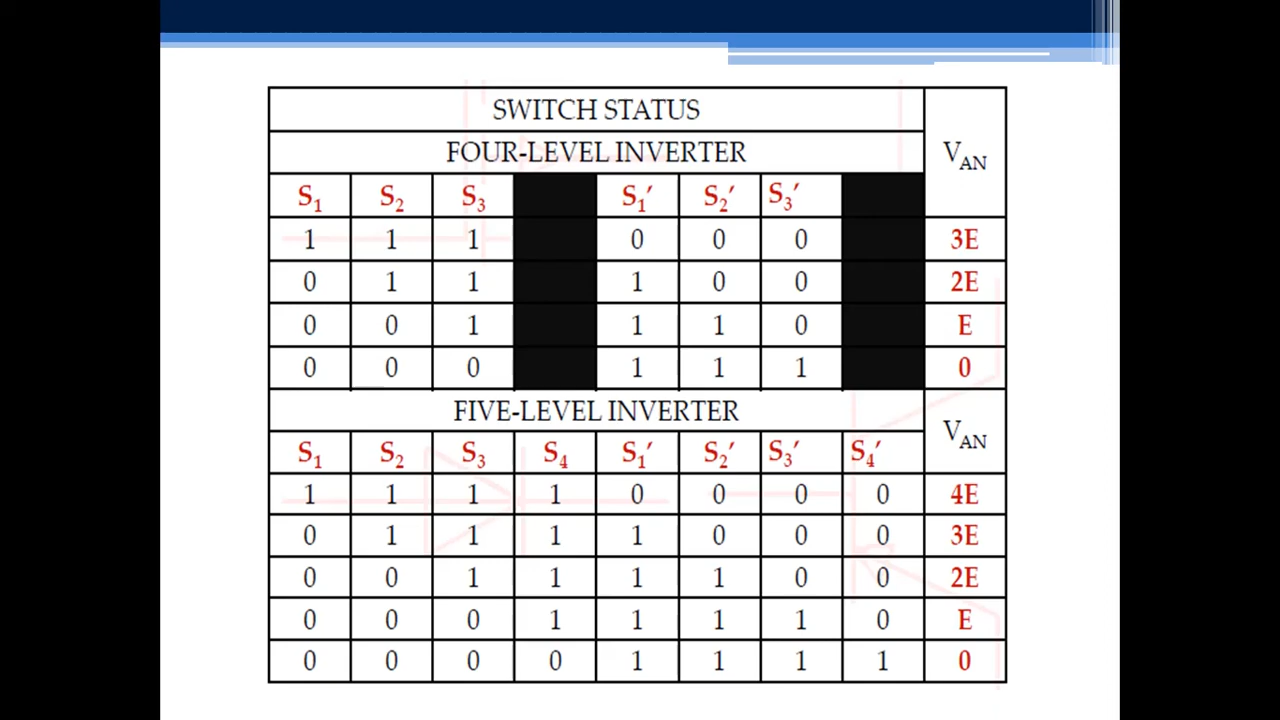 SWITCH STATUS
FOUR-LEVEL INVERTER
V_AN
S₁ S₂ S₃ S₁′ S₂′ S₃′
1 1 1 0 0 0 3E
0 1 1 1 0 0 2E
0 0 1 1 1 0 E
0 0 0 1 1 1 0
FIVE-LEVEL INVERTER
V_AN
S₁ S₂ S₃ S₄ S₁′ S₂′ S₃′ S₄′
1 1 1 1 0 0 0 0 4E
0 1 1 1 1 0 0 0 3E
0 0 1 1 1 1 0 0 2E
0 0 0 1 1 1 1 0 E
0 0 0 0 1 1 1 1 0